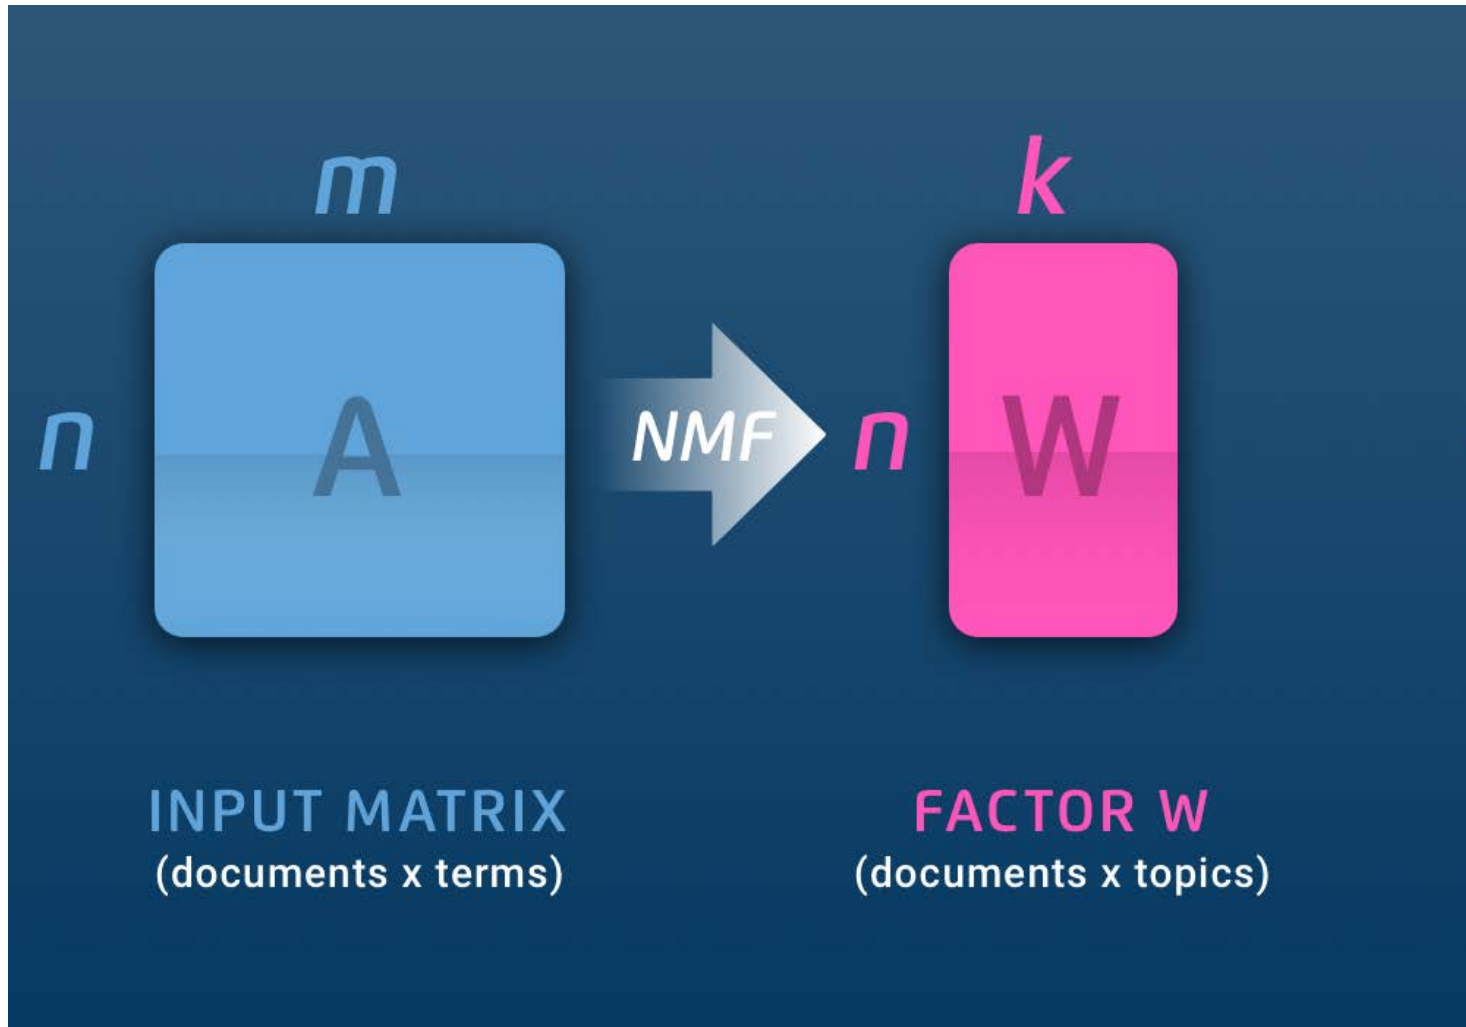 m
k
n
A
NMF
n
W
INPUT MATRIX
(documents x terms)
FACTOR W
(documents x topics)